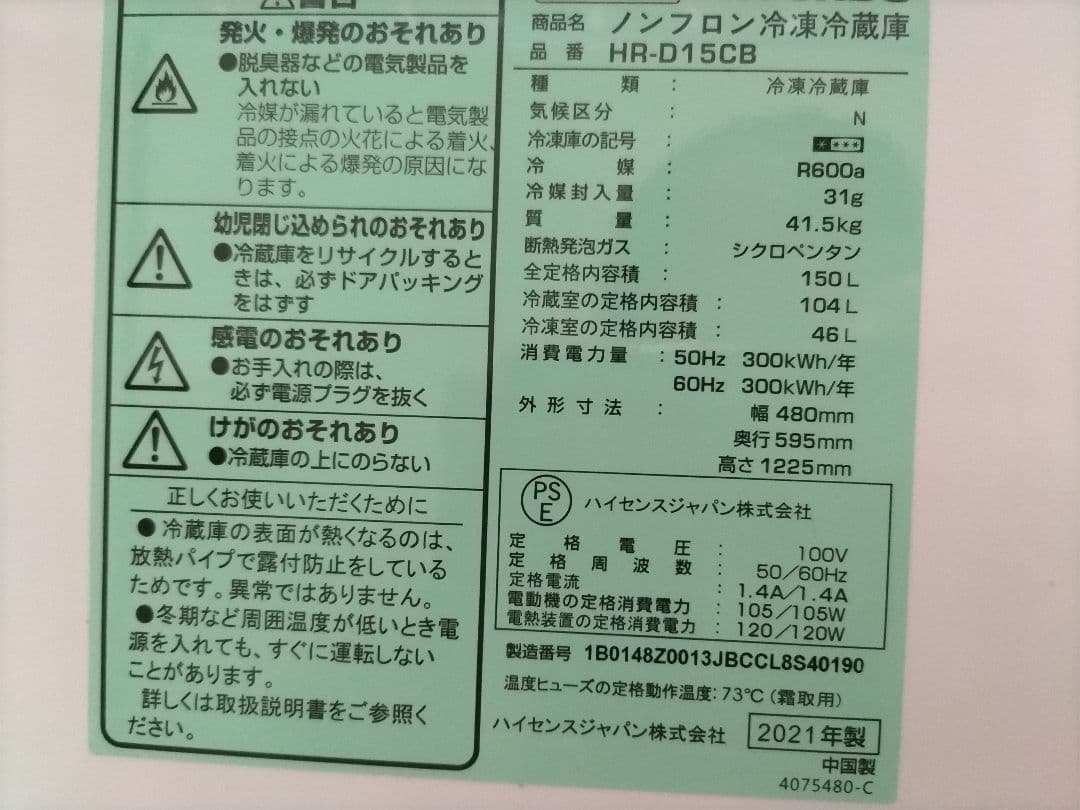 警告
発火・爆発のおそれあり
●脱臭器などの電気製品を
入れない
冷媒が漏れていると電気製
品の接点の火花による着火、
着火による爆発の原因にな
ります。
幼児閉じ込められのおそれあり
●冷蔵庫をリサイクルすると
きは、必ずドアパッキング
をはずす
感電のおそれあり
●お手入れの際は、
必ず電源プラグを抜く
けがのおそれあり
●冷蔵庫の上にのらない
正しくお使いいただくために
●冷蔵庫の表面が熱くなるのは、
放熱パイプで露付防止をしている
ためです。異常ではありません。
●冬期など周囲温度が低いとき電
源を入れても、すぐに運転しない
ことがあります。
詳しくは取扱説明書をご参照く
ださい。
商品名 ノンフロン冷凍冷蔵庫
品番 HR-D15CB
種類 : 冷凍冷蔵庫
気候区分 : N
冷凍庫の記号 : ****
冷媒 : R600a
冷媒封入量 : 31g
質量 : 41.5kg
断熱発泡ガス : シクロペンタン
全定格内容積 : 150L
冷蔵室の定格内容積 : 104L
冷凍室の定格内容積 : 46L
消費電力量 : 50Hz 300kWh/年
60Hz 300kWh/年
外形寸法 : 幅 480mm
奥行 595mm
高さ 1225mm
PSE ハイセンスジャパン株式会社
定格電圧 : 100V
定格周波数 : 50/60Hz
定格電流 : 1.4A/1.4A
電動機の定格消費電力 : 105/105W
電熱装置の定格消費電力 : 120/120W
製造番号 1B0148Z0013JBCCL8S40190
温度ヒューズの定格動作温度:73℃(霜取用)
ハイセンスジャパン株式会社 2021年製
中国製
4075480-C